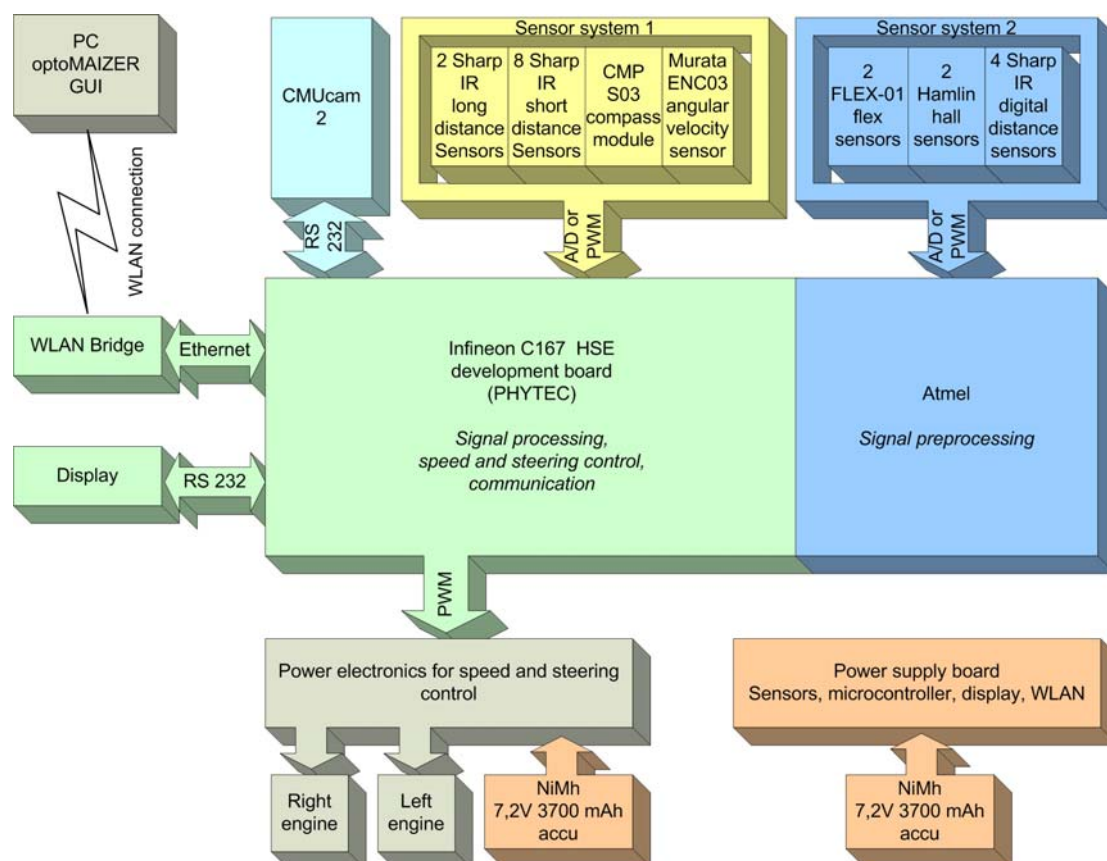 PC
optoMAIZER
GUI
WLAN connection
CMUcam
2
RS
232
Sensor system 1
2 Sharp
IR
long
distance
Sensors
8 Sharp
IR
short
distance
Sensors
CMP
S03
compass
module
Murata
ENC03
angular
velocity
sensor
A/D or
PWM
Sensor system 2
2
FLEX-01
flex
sensors
2
Hamlin
hall
sensors
4 Sharp
IR
digital
distance
sensors
A/D or
PWM
WLAN Bridge
Ethernet
Display
RS 232
Infineon C167 HSE
development board
(PHYTEC)
Signal processing,
speed and steering control,
communication
Atmel
Signal preprocessing
PWM
Power electronics for speed and steering
control
Right
engine
Left
engine
NiMh
7,2V 3700 mAh
accu
Power supply board
Sensors, microcontroller, display, WLAN
NiMh
7,2V 3700 mAh
accu